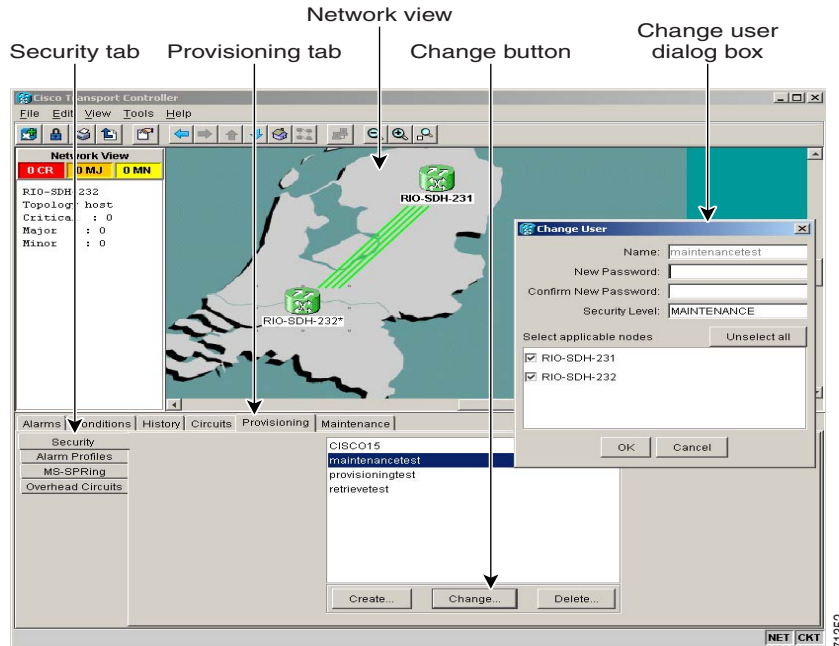 Network view
Change user
dialog box
Security tab
Provisioning tab
Change button
Cisco Transport Controller
File Edit View Tools Help
Network View
0 CR 0 MJ 0 MN
RIO-SDH-232
Topology host
Critical : 0
Major : 0
Minor : 0
RIO-SDH-231
RIO-SDH-232*
Change User
Name: maintenancetest
New Password:
Confirm New Password:
Security Level: MAINTENANCE
Select applicable nodes Unselect all
RIO-SDH-231
RIO-SDH-232
OK Cancel
Alarms Conditions History Circuits Provisioning Maintenance
Security
Alarm Profiles
MS-SPRing
Overhead Circuits
CISCO15
maintenancetest
provisioningtest
retrievetest
Create... Change... Delete...
NET CKT